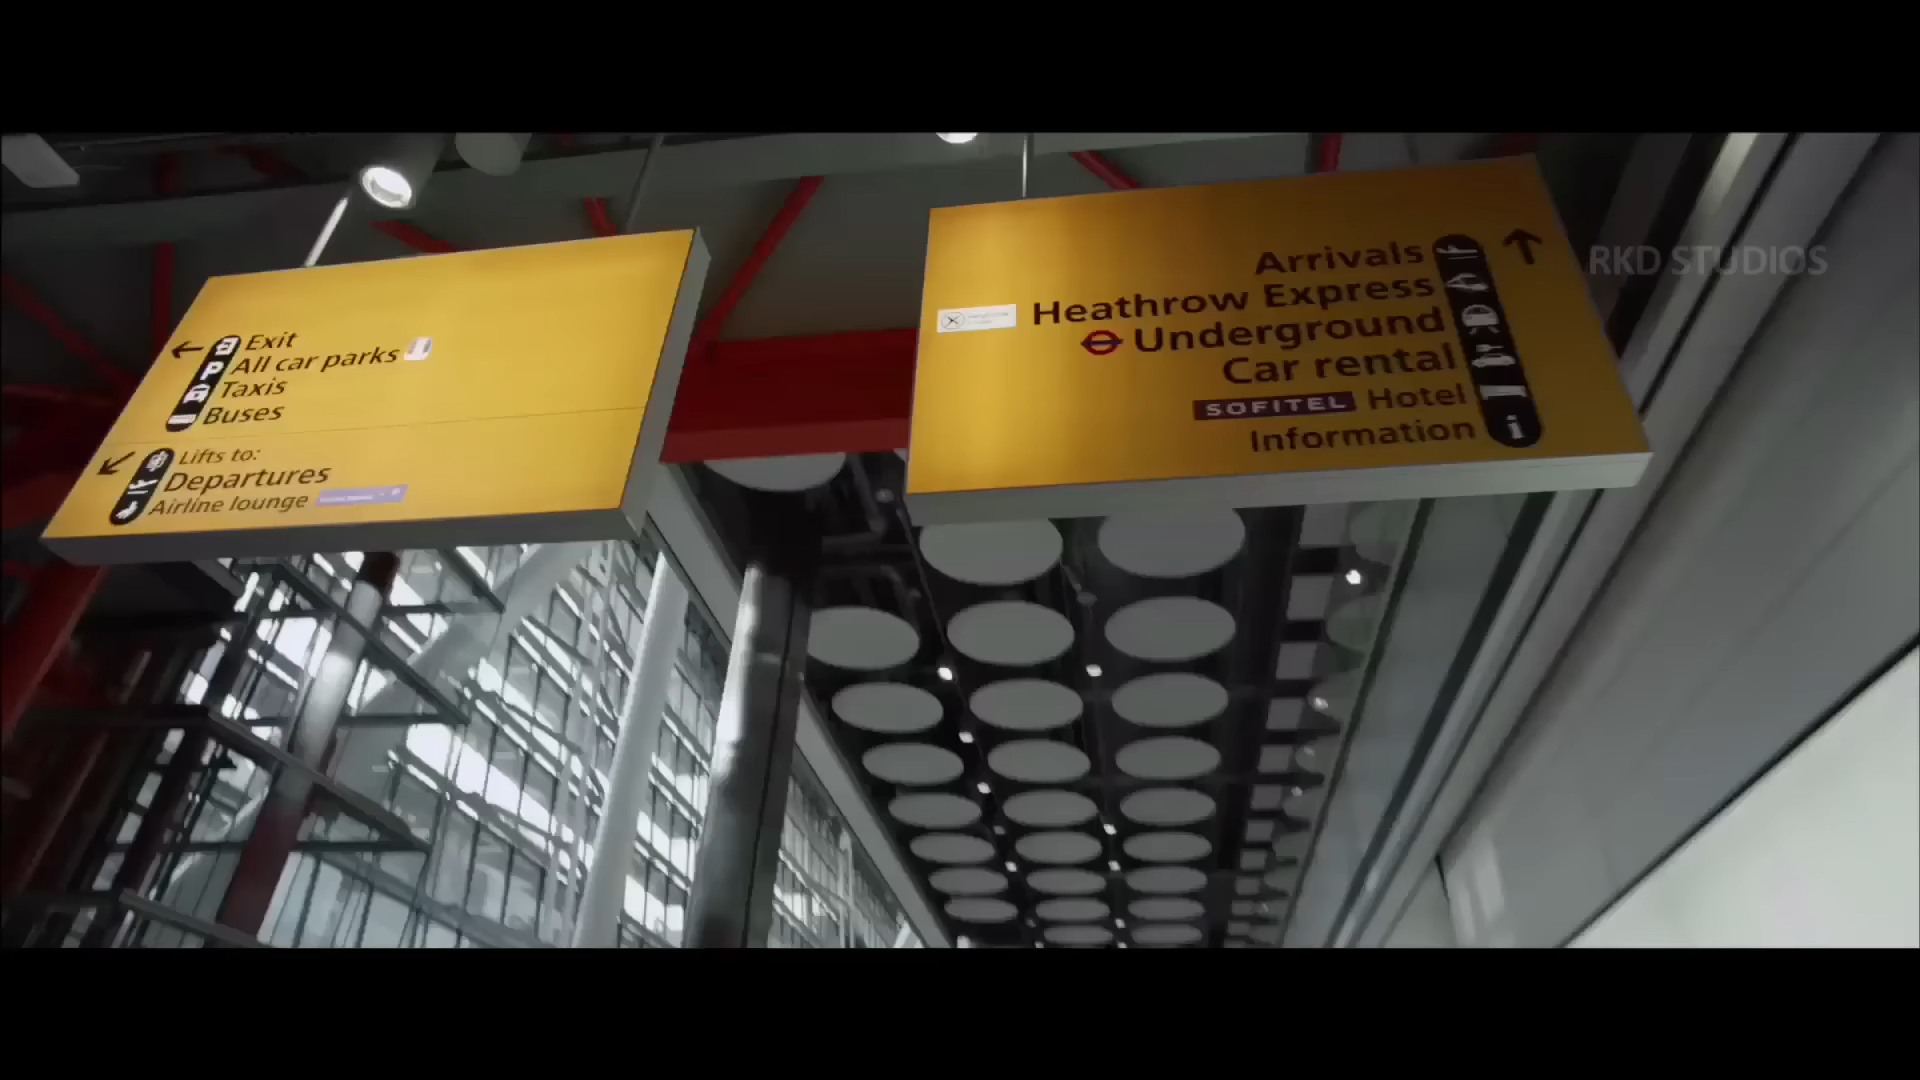 Exit
All car parks
Taxis
Buses
Lifts to:
Departures
Airline lounge
Arrivals
Heathrow Express
Underground
Car rental
SOFITEL Hotel
Information
RKD STUDIOS